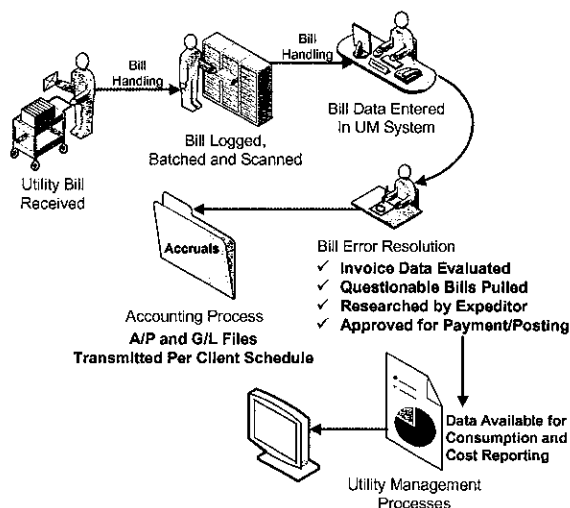 Bill
Handling
Bill
Handling
Utility Bill
Received
Bill Logged,
Batched and Scanned
Bill Data Entered
In UM System
Accruals
Accounting Process
A/P and G/L Files
Transmitted Per Client Schedule
Bill Error Resolution
✓ Invoice Data Evaluated
✓ Questionable Bills Pulled
✓ Researched by Expeditor
✓ Approved for Payment/Posting
Data Available for
Consumption and
Cost Reporting
Utility Management
Processes